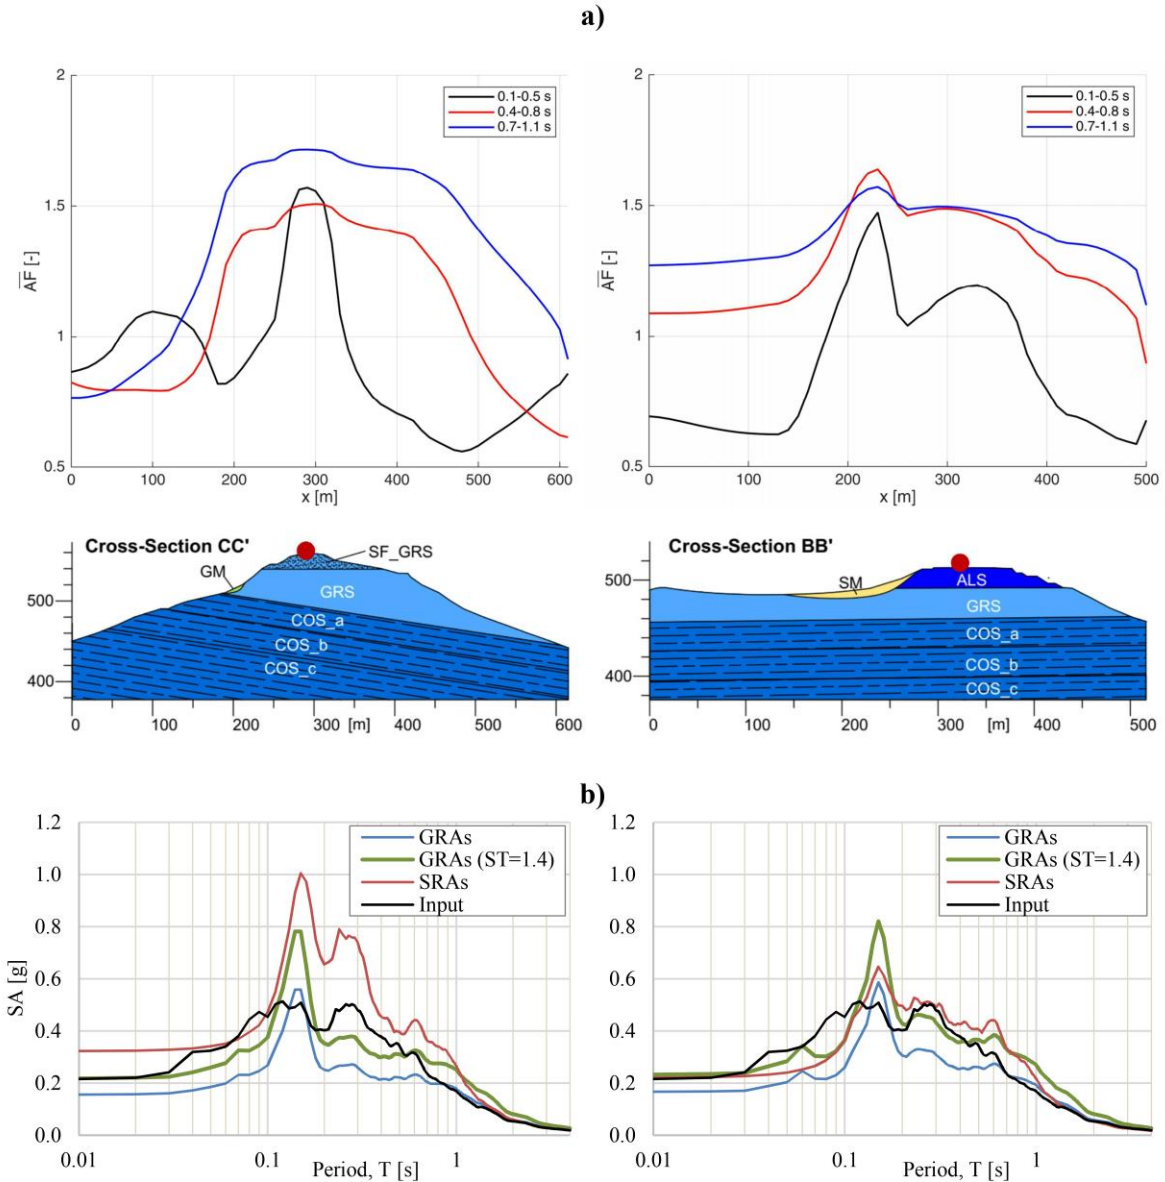 a)
2
1.5
1
0.5
AF [-]
0 100 200 300 400 500 600
x [m]
0.1-0.5 s
0.4-0.8 s
0.7-1.1 s
2
1.5
1
0.5
AF [-]
0 100 200 300 400 500
x [m]
0.1-0.5 s
0.4-0.8 s
0.7-1.1 s
Cross-Section CC'
SF_GRS
GM
GRS
COS_a
COS_b
COS_c
500
400
0 100 200 300 [m] 400 500 600
Cross-Section BB'
SM
ALS
GRS
COS_a
COS_b
COS_c
500
400
0 100 200 300 [m] 400 500
b)
1.2
1.0
0.8
0.6
0.4
0.2
0.0
SA [g]
GRAs
GRAs (ST=1.4)
SRAs
Input
0.01 0.1 1
Period, T [s]
1.2
1.0
0.8
0.6
0.4
0.2
0.0
GRAs
GRAs (ST=1.4)
SRAs
Input
0.01 0.1 1
Period, T [s]